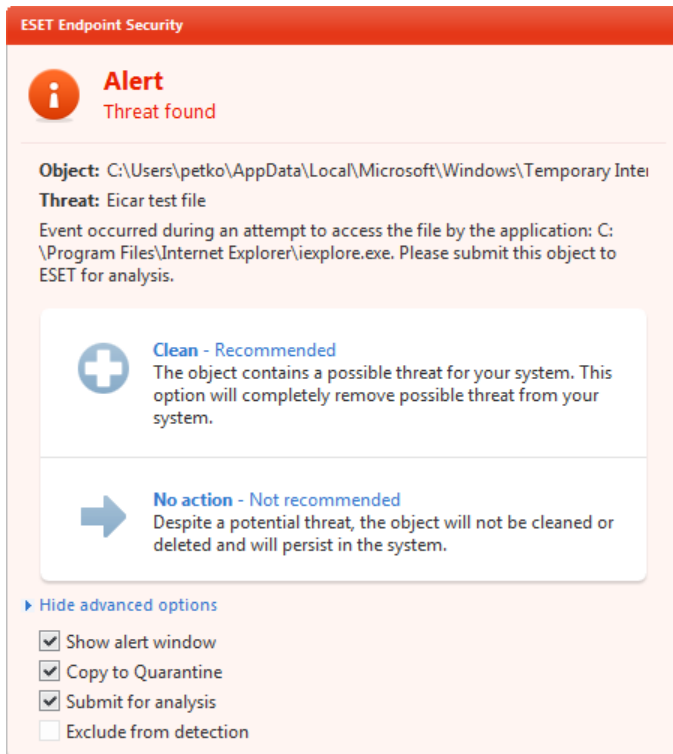 ESET Endpoint Security
Alert
Threat found
Object: C:\Users\petko\AppData\Local\Microsoft\Windows\Temporary Inter
Threat: Eicar test file
Event occurred during an attempt to access the file by the application: C:
\Program Files\Internet Explorer\iexplore.exe. Please submit this object to
ESET for analysis.
Clean - Recommended
The object contains a possible threat for your system. This
option will completely remove possible threat from your
system.
No action - Not recommended
Despite a potential threat, the object will not be cleaned or
deleted and will persist in the system.
Hide advanced options
Show alert window
Copy to Quarantine
Submit for analysis
Exclude from detection